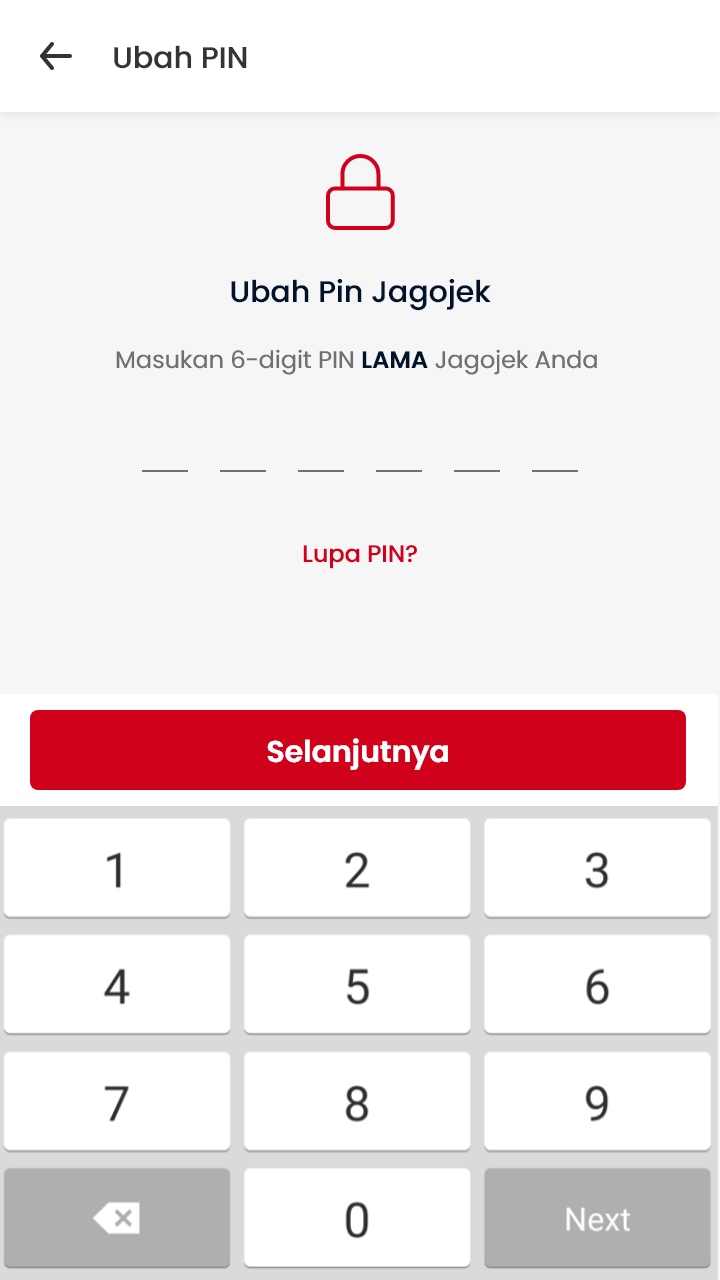 Ubah PIN
Ubah Pin Jagojek
Masukan 6-digit PIN LAMA Jagojek Anda
Lupa PIN?
Selanjutnya
1 2 3
4 5 6
7 8 9
0 Next